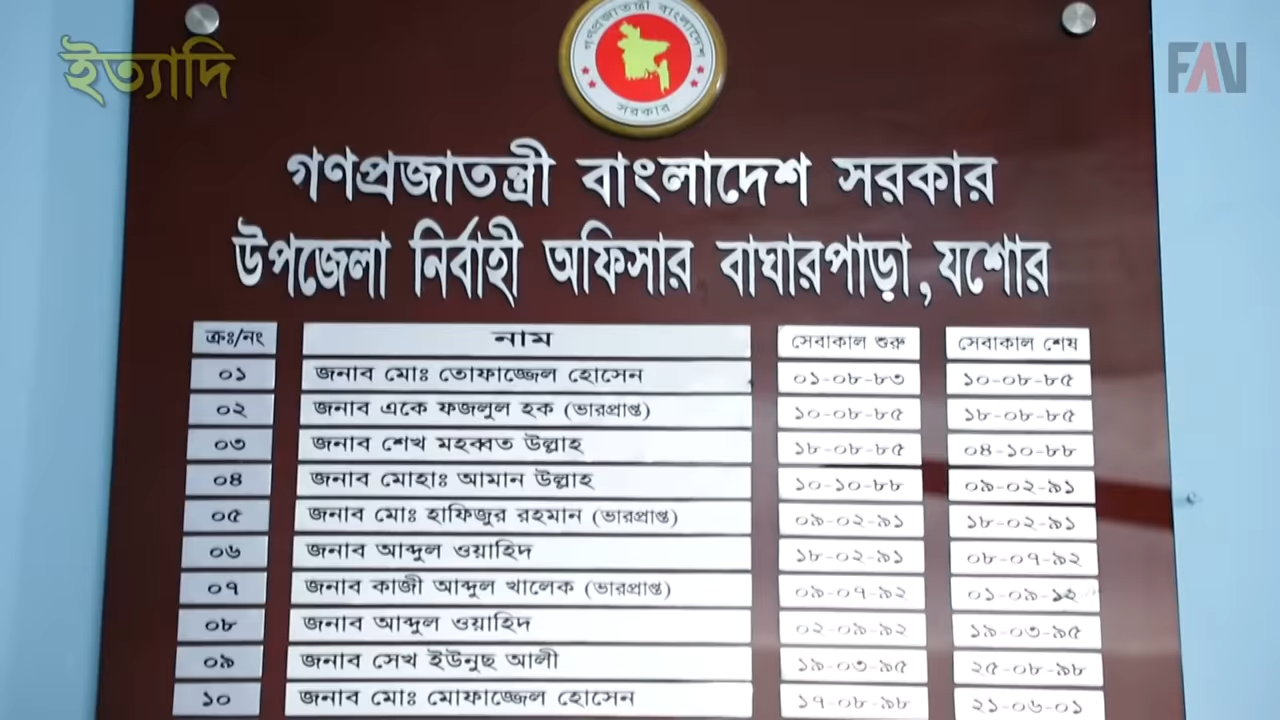 ইত্যাদি
FAN
গণপ্রজাতন্ত্রী বাংলাদেশ
সরকার
গণপ্রজাতন্ত্রী বাংলাদেশ সরকার
উপজেলা নির্বাহী অফিসার বাঘারপাড়া, যশোর
ক্রঃ/নং নাম সেবাকাল শুরু সেবাকাল শেষ
০১ জনাব মোঃ তোফাজ্জেল হোসেন ০১-০৮-৮৩ ১০-০৮-৮৫
০২ জনাব একে ফজলুল হক (ভারপ্রাপ্ত) ১০-০৮-৮৫ ১৮-০৮-৮৫
০৩ জনাব শেখ মহব্বত উল্লাহ ১৮-০৮-৮৫ ০৪-১০-৮৮
০৪ জনাব মোহাঃ আমান উল্লাহ ১০-১০-৮৮ ০৯-০২-৯১
০৫ জনাব মোঃ হাফিজুর রহমান (ভারপ্রাপ্ত) ০৯-০২-৯১ ১৮-০২-৯১
০৬ জনাব আব্দুল ওয়াহিদ ১৮-০২-৯১ ০৮-০৭-৯২
০৭ জনাব কাজী আব্দুল খালেক (ভারপ্রাপ্ত) ০৯-০৭-৯২ ০১-০৯-১২
০৮ জনাব আব্দুল ওয়াহিদ ০২-০৯-৯২ ১৯-০৩-৯৫
০৯ জনাব সেখ ইউনুছ আলী ১৯-০৩-৯৫ ২৫-০৮-৯৮
১০ জনাব মোঃ মোফাজ্জেল হোসেন ১৭-০৮-৯৮ ২১-০৬-০১